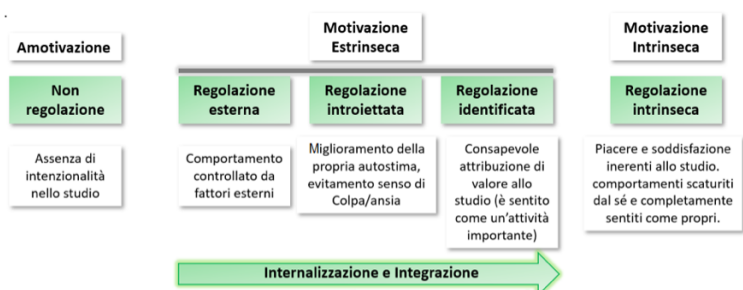 .
Amotivazione
Motivazione
Estrinseca
Motivazione
Intrinseca
Non
regolazione
Regolazione
esterna
Regolazione
introiettata
Regolazione
identificata
Regolazione
intrinseca
Assenza di
intenzionalità
nello studio
Comportamento
controllato da
fattori esterni
Miglioramento della
propria autostima,
evitamento senso di
Colpa/ansia
Consapevole
attribuzione di
valore allo
studio (è sentito
come un'attività
importante)
Piacere e soddisfazione
inerenti allo studio.
comportamenti scaturiti
dal sé e completamente
sentiti come propri.
Internalizzazione e Integrazione